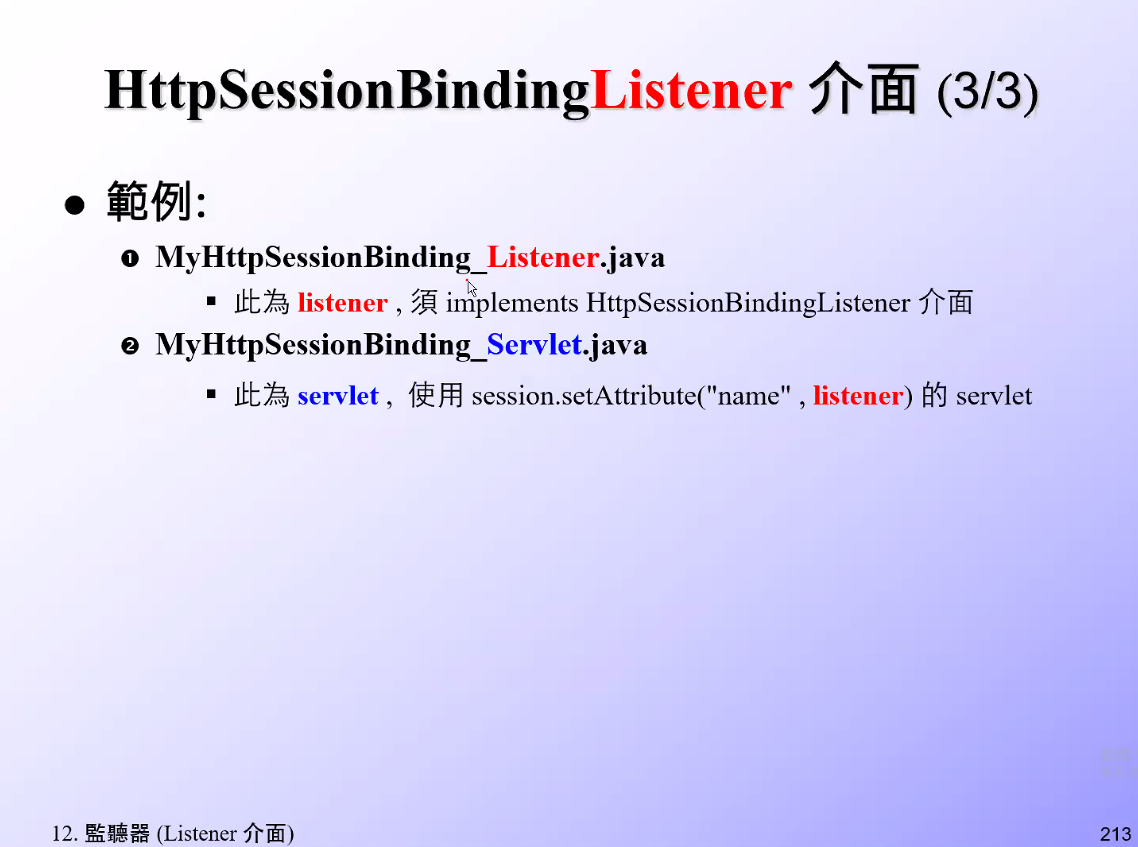 HttpSessionBindingListener 介面 (3/3)
● 範例:
❶ MyHttpSessionBinding_Listener.java
▪ 此為 listener , 須 implements HttpSessionBindingListener 介面
❷ MyHttpSessionBinding_Servlet.java
▪ 此為 servlet , 使用 session.setAttribute("name" , listener) 的 servlet
12. 監聽器 (Listener 介面)
213